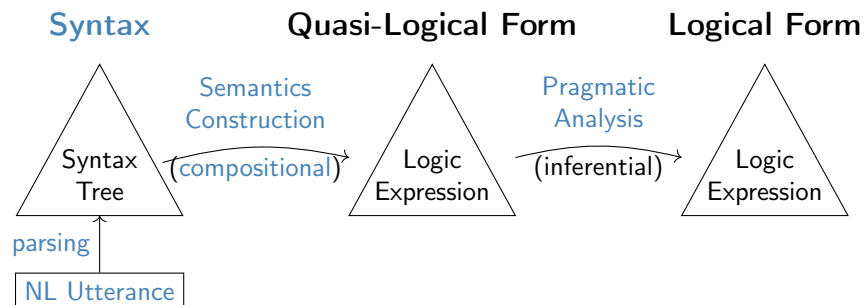 Syntax
Quasi-Logical Form
Logical Form
Semantics
Construction
(compositional)
Pragmatic
Analysis
(inferential)
Syntax
Tree
Logic
Expression
Logic
Expression
parsing
NL Utterance